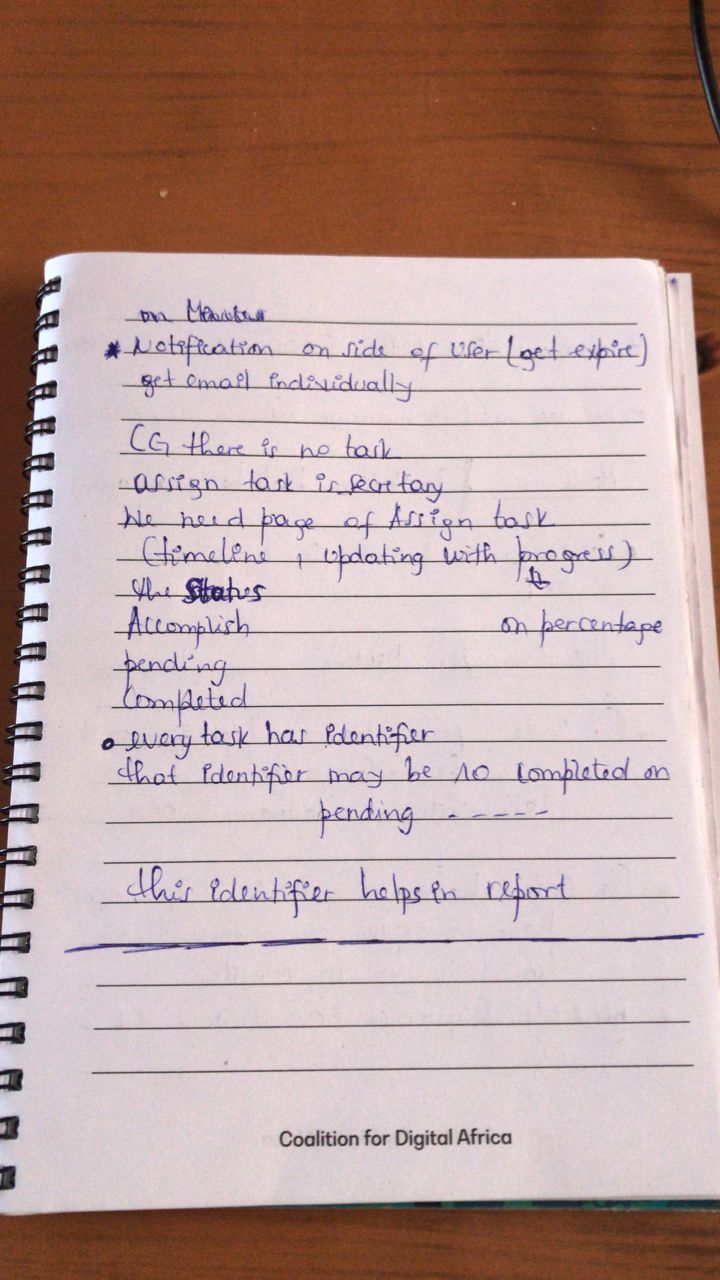 on
* Notification on side of User (get expire)
get email individually
CG there is no task
assign task is secretary
We need page of Assign task
(timeline, updating with progress)
the Status
Accomplish on percentage
pending
Completed
• every task has identifier
that identifier may be 10 completed on
pending -----
this identifier helps in report
Coalition for Digital Africa